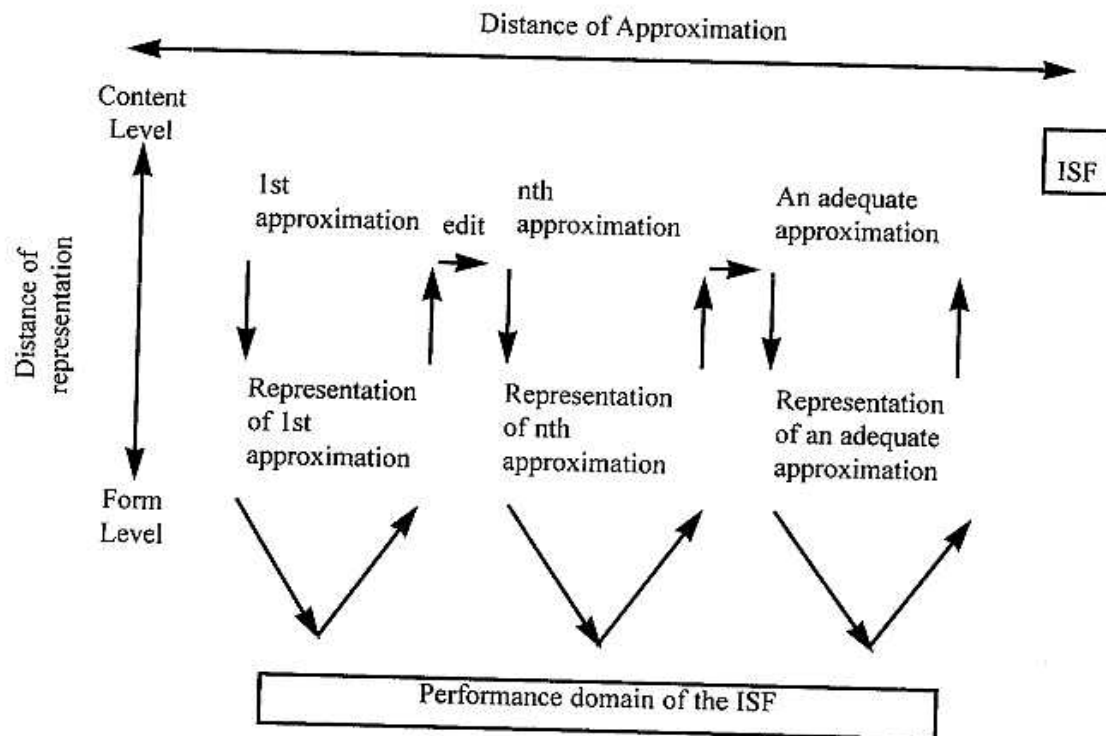 Distance of Approximation
Content
Level
ISF
Distance of
representation
1st
approximation
edit
nth
approximation
An adequate
approximation
Representation
of 1st
approximation
Representation
of nth
approximation
Representation
of an adequate
approximation
Form
Level
Performance domain of the ISF